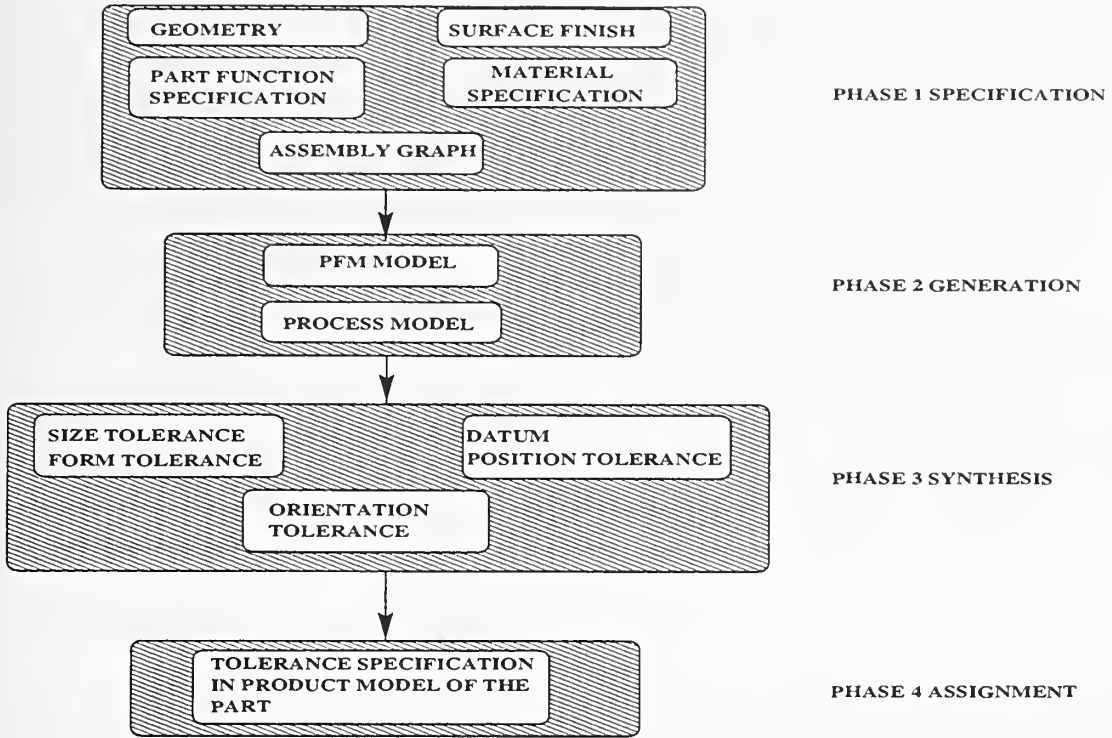 GEOMETRY
SURFACE FINISH
PART FUNCTION
SPECIFICATION
MATERIAL
SPECIFICATION
ASSEMBLY GRAPH
PHASE 1 SPECIFICATION
PFM MODEL
PROCESS MODEL
PHASE 2 GENERATION
SIZE TOLERANCE
FORM TOLERANCE
DATUM
POSITION TOLERANCE
ORIENTATION
TOLERANCE
PHASE 3 SYNTHESIS
TOLERANCE SPECIFICATION
IN PRODUCT MODEL OF THE
PART
PHASE 4 ASSIGNMENT